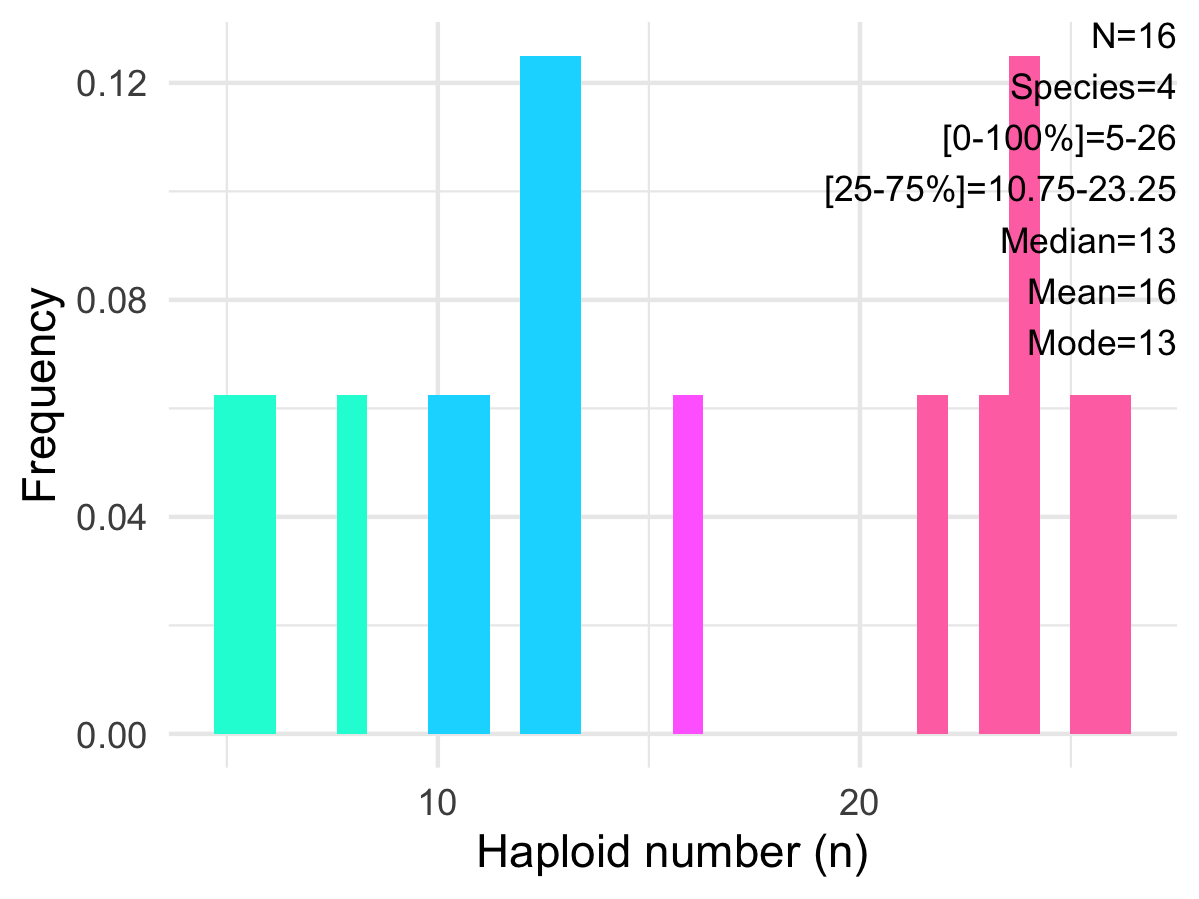 N=16
Species=4
[0-100%]=5-26
[25-75%]=10.75-23.25
Median=13
Mean=16
Mode=13
0.12
0.08
0.04
0.00
Frequency
10
20
Haploid number (n)